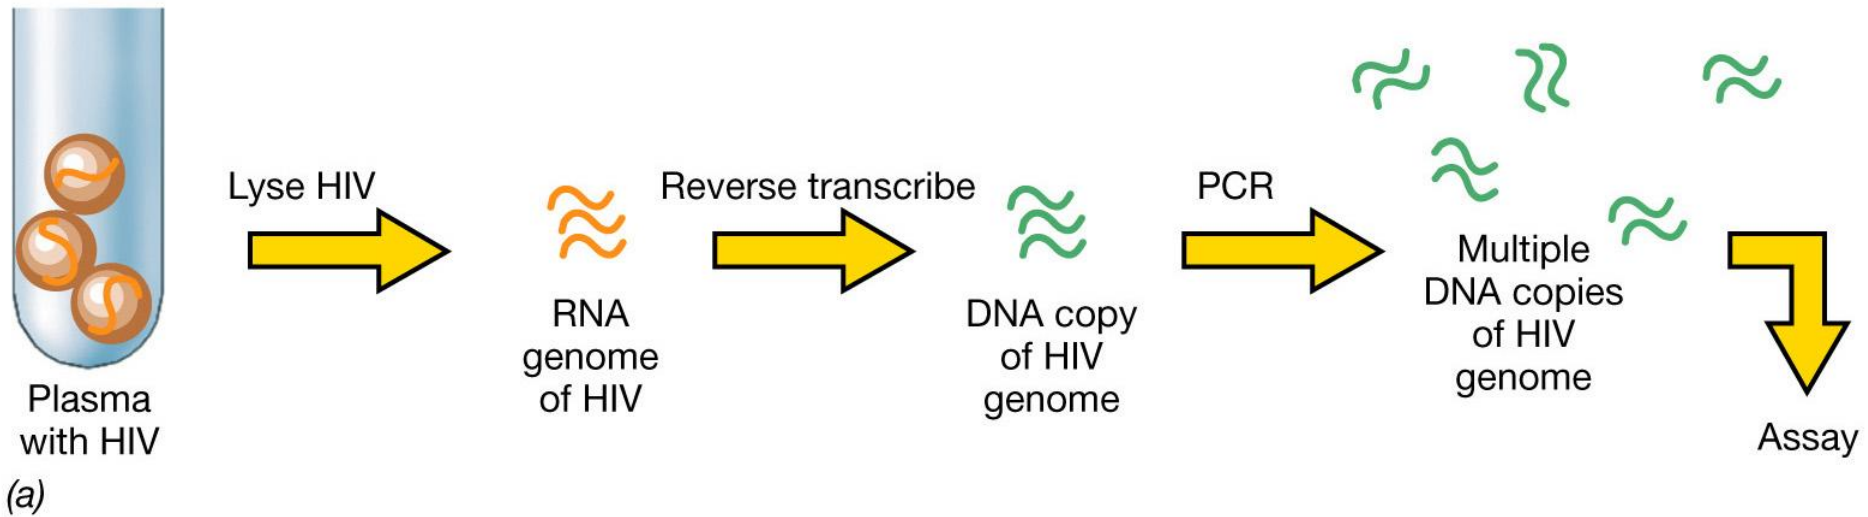 Lyse HIV
Reverse transcribe
PCR
Plasma
with HIV
RNA
genome
of HIV
DNA copy
of HIV
genome
Multiple
DNA copies
of HIV
genome
Assay
(a)